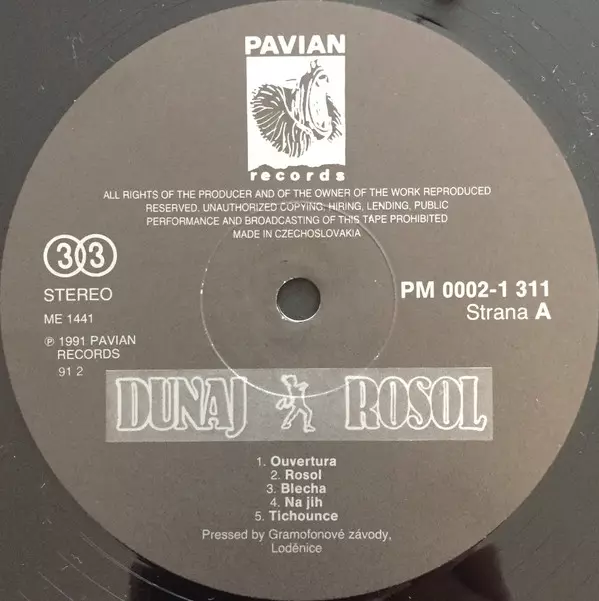 PAVIAN
records
ALL RIGHTS OF THE PRODUCER AND OF THE OWNER OF THE WORK REPRODUCED
RESERVED. UNAUTHORIZED COPYING, HIRING, LENDING, PUBLIC
PERFORMANCE AND BROADCASTING OF THIS TAPE PROHIBITED
MADE IN CZECHOSLOVAKIA
33
STEREO
ME 1441
℗ 1991 PAVIAN
RECORDS
91 2
PM 0002-1 311
Strana A
DUNAJ ROSOL
1. Ouvertura
2. Rosol
3. Blecha
4. Na jih
5. Tichounce
Pressed by Gramofonové závody,
Loděnice